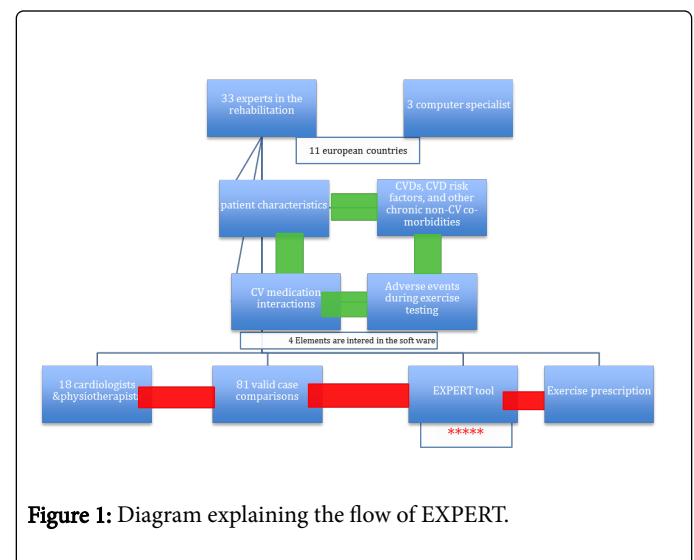 33 experts in the
rehabilitation
3 computer specialist
11 european countries
patient characteristics
CVDs, CVD risk
factors, and other
chronic non-CV co-
morbidities
CV medication
interactions
Adverse events
during exercise
testing
4 Elements are intered in the soft ware
18 cardiologists
&physiotherapist
81 valid case
comparisons
EXPERT tool
Exercise prescription
*****
Figure 1: Diagram explaining the flow of EXPERT.